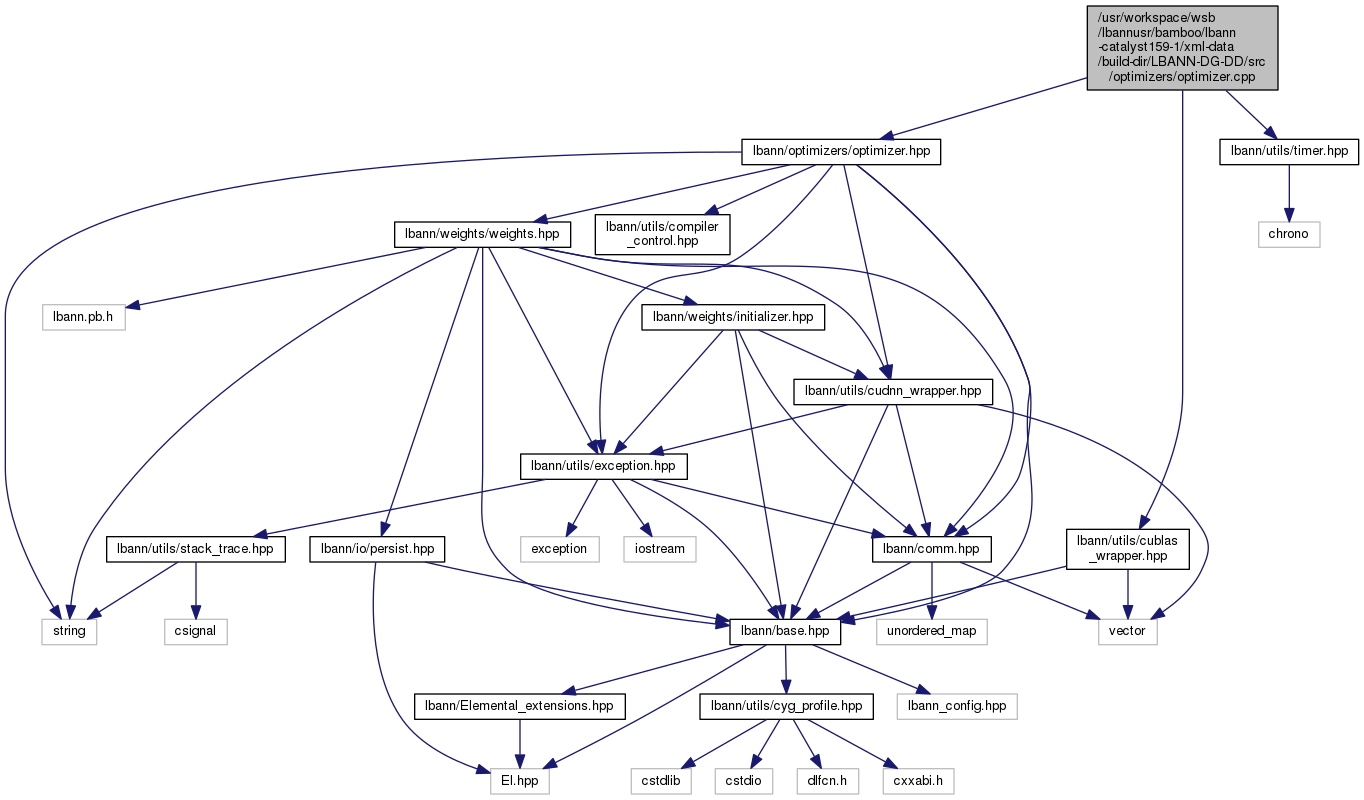 /usr/workspace/wsb
/lbannusr/bamboo/lbann
-catalyst159-1/xml-data
/build-dir/LBANN-DG-DD/src
/optimizers/optimizer.cpp
lbann/optimizers/optimizer.hpp
lbann/utils/timer.hpp
lbann/weights/weights.hpp
lbann/utils/compiler
_control.hpp
chrono
lbann.pb.h
lbann/weights/initializer.hpp
lbann/utils/cudnn_wrapper.hpp
lbann/utils/exception.hpp
lbann/utils/stack_trace.hpp
lbann/io/persist.hpp
exception
iostream
lbann/comm.hpp
lbann/utils/cublas
_wrapper.hpp
string
csignal
lbann/base.hpp
unordered_map
vector
lbann/Elemental_extensions.hpp
lbann/utils/cyg_profile.hpp
lbann_config.hpp
El.hpp
cstdlib
cstdio
dlfcn.h
cxxabi.h